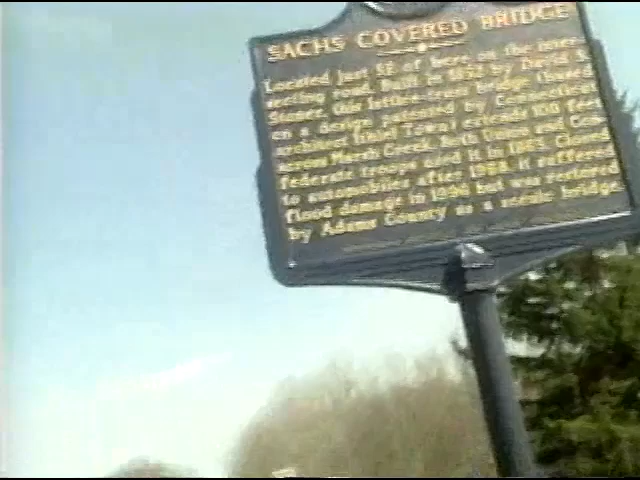 SACHS COVERED BRIDGE
Located just SE of here on the inter-
secting road. Built in 1852 by David S.
Stoner, this lattice-truss bridge (based
on a design patented by Connecticut
architect Ithiel Town) extends 100 feet
across Marsh Creek. Both Union and Con-
federate troops used it in 1863. Closed
to automobiles after 1968, it suffered
flood damage in 1996 but was restored
by Adams County as a scenic bridge.